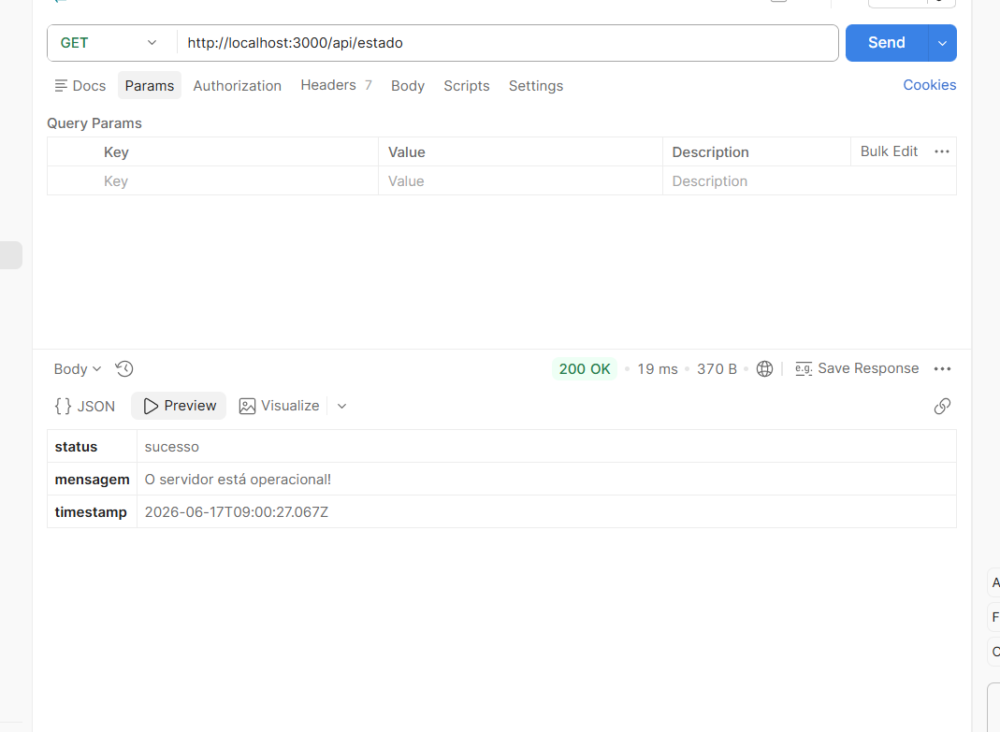 GET http://localhost:3000/api/estado Send
Docs Params Authorization Headers 7 Body Scripts Settings Cookies
Query Params
Key Value Description Bulk Edit
Key Value Description
Body 200 OK 19 ms 370 B e.g. Save Response
{} JSON Preview Visualize
status sucesso
mensagem O servidor está operacional!
timestamp 2026-06-17T09:00:27.067Z
A
F